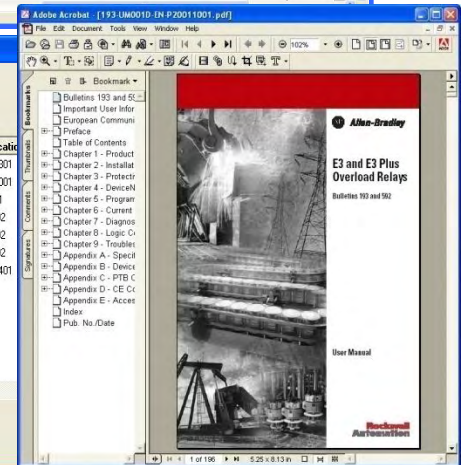 Adobe Acrobat - [193-UM001D-EN-P20011001.pdf]
File Edit Document Tools View Window Help
102%
Bookmark
Bookmarks
Thumbnails
Comments
Signatures
Bulletins 193 and 59
Important User Infor
European Communi
Preface
Table of Contents
Chapter 1 - Product
Chapter 2 - Installat
Chapter 3 - Protectin
Chapter 4 - DeviceN
Chapter 5 - Program
Chapter 6 - Current
Chapter 7 - Diagnos
Chapter 8 - Logic Co
Chapter 9 - Troubles
Appendix A - Specif
Appendix B - Device
Appendix C - PTB C
Appendix D - CE Co
Appendix E - Acces
Index
Pub. No./Date
Allen-Bradley
E3 and E3 Plus
Overload Relays
Bulletins 193 and 592
User Manual
Rockwell
Automation
1 of 196
5.25 x 8.13 in